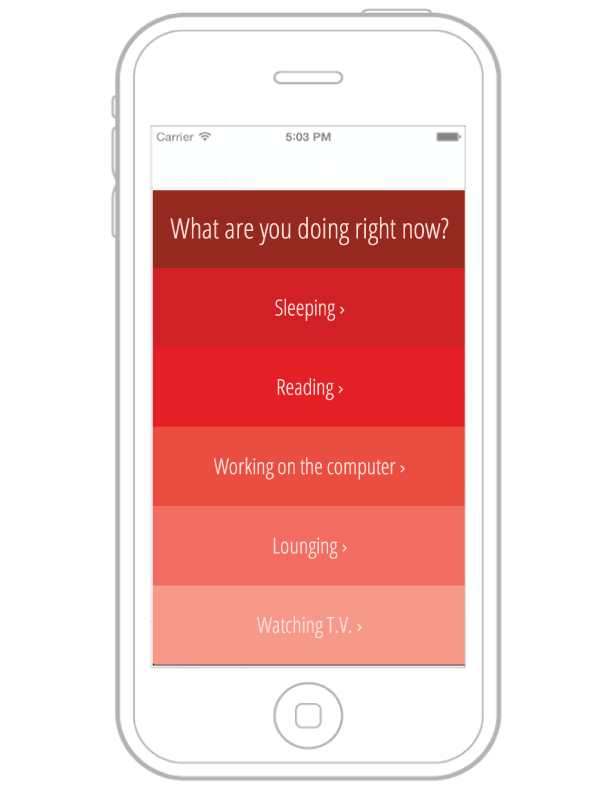 Carrier 5:03 PM
What are you doing right now?
Sleeping ›
Reading ›
Working on the computer ›
Lounging ›
Watching T.V. ›